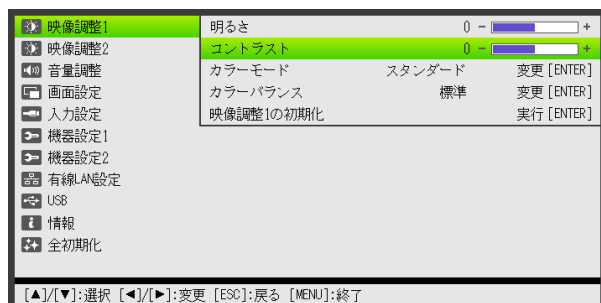 映像調整1
映像調整2
音量調整
画面設定
入力設定
機器設定1
機器設定2
有線LAN設定
USB
情報
全初期化
明るさ 0 - +
コントラスト 0 - +
カラーモード スタンダード 変更[ENTER]
カラーバランス 標準 変更[ENTER]
映像調整1の初期化 実行[ENTER]
[▲]/[▼]:選択 [◀]/[▶]:変更 [ESC]:戻る [MENU]:終了